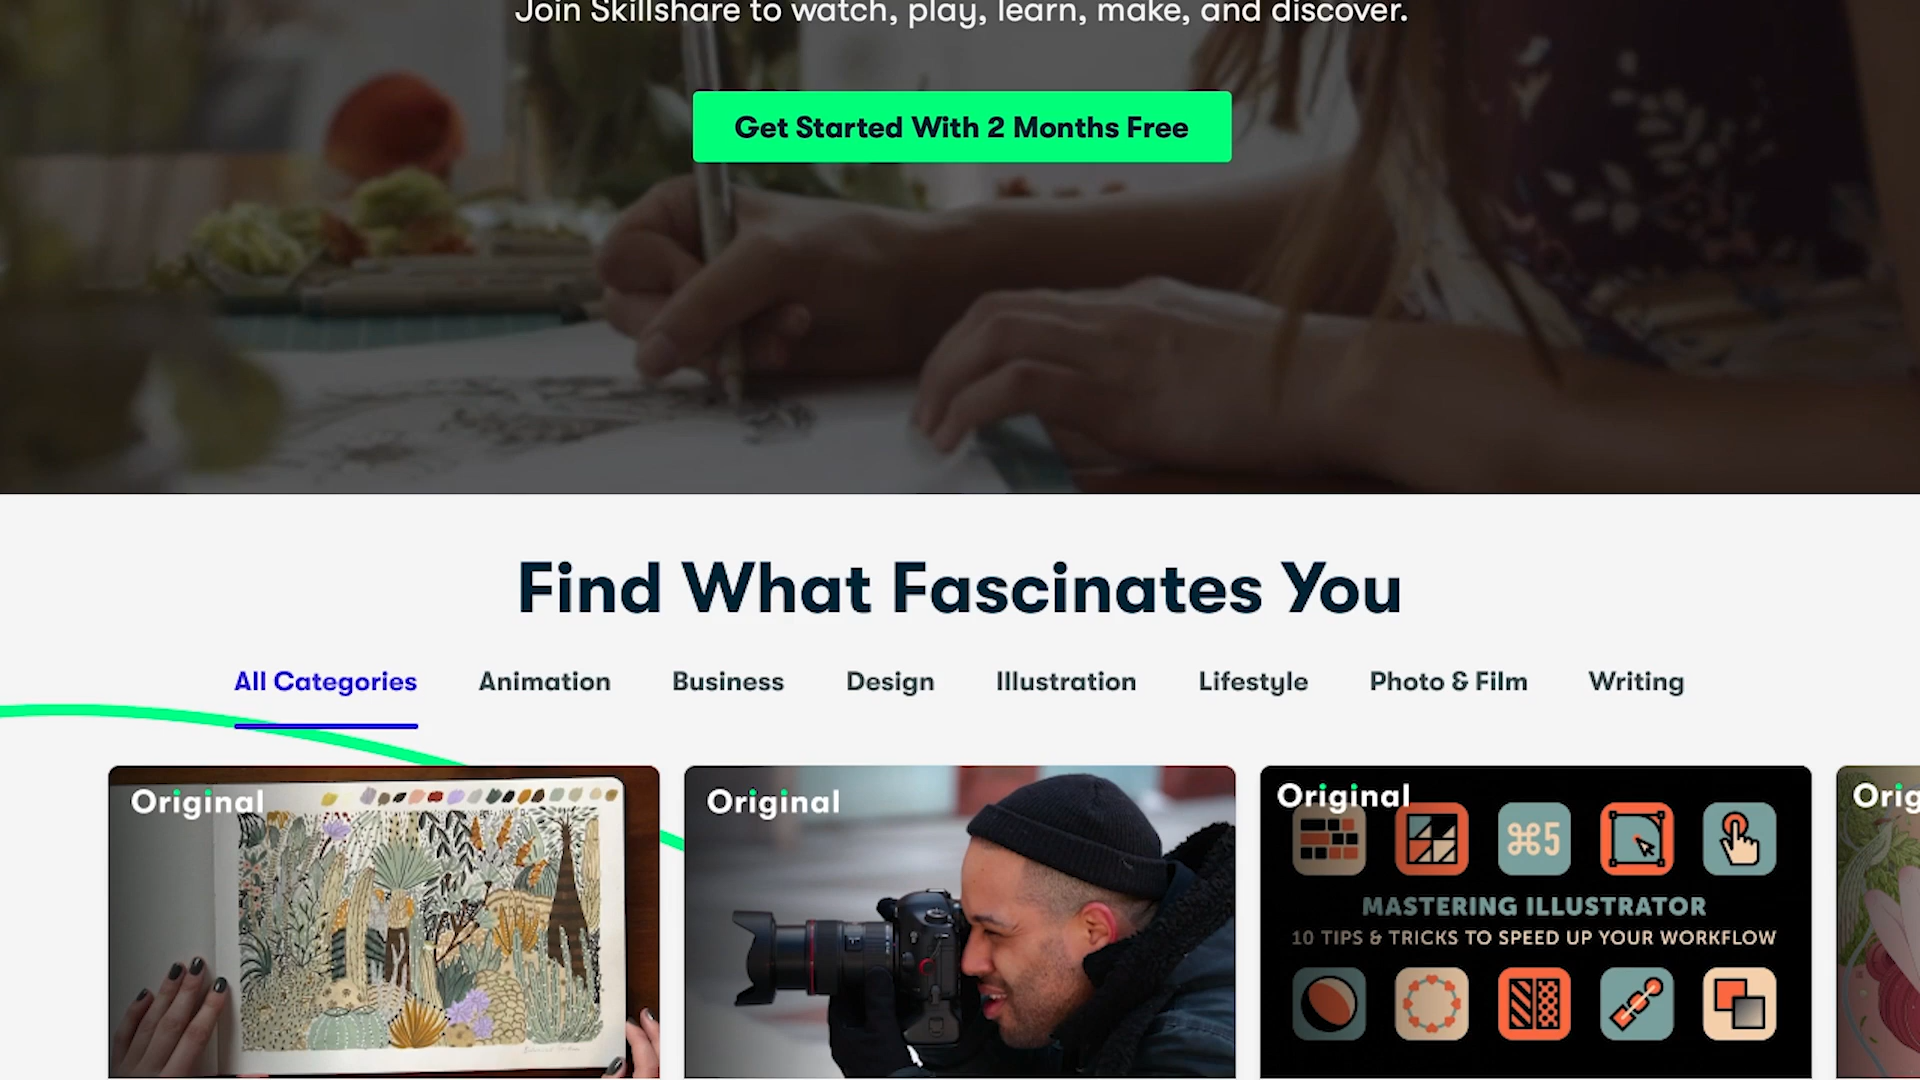 Join Skillshare to watch, play, learn, make, and discover.
Get Started With 2 Months Free
Find What Fascinates You
All Categories Animation Business Design Illustration Lifestyle Photo & Film Writing
Original Original Original Orig
⌘5
MASTERING ILLUSTRATOR
10 TIPS & TRICKS TO SPEED UP YOUR WORKFLOW